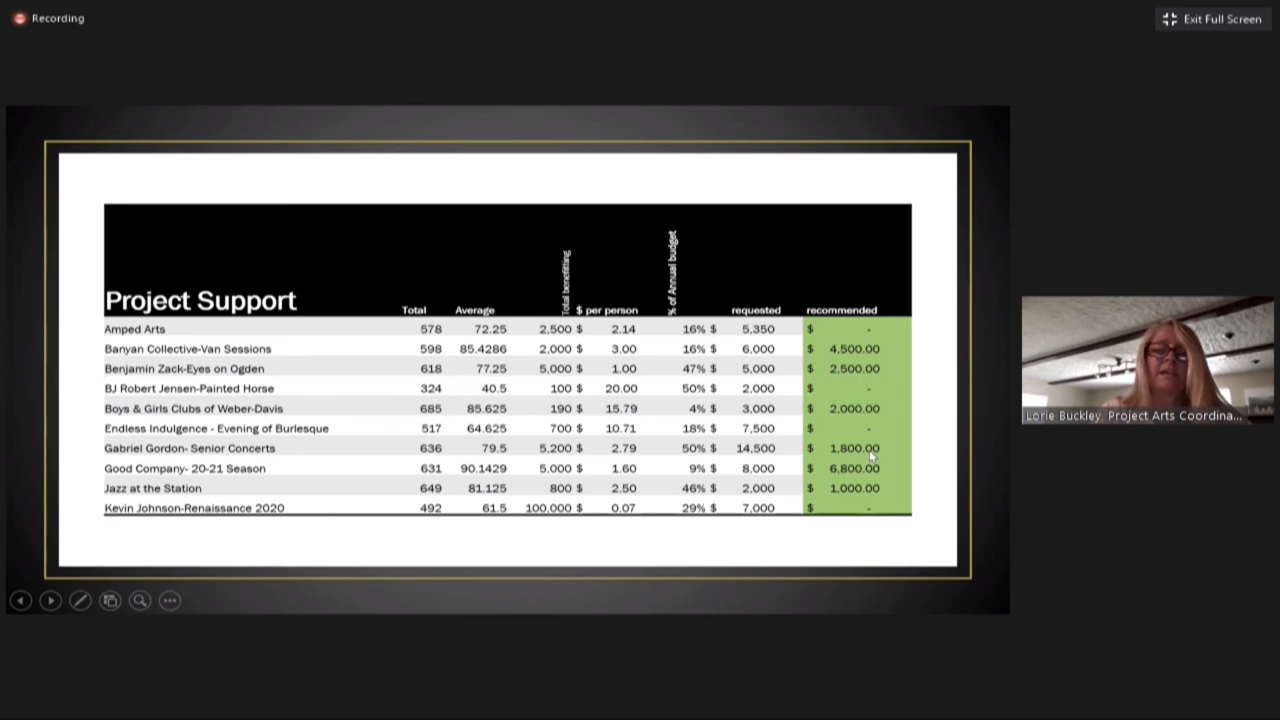 Recording
Exit Full Screen
Project Support Total Average Total benefitting $ per person % of Annual budget requested recommended
Amped Arts 578 72.25 2,500 $ 2.14 16% $ 5,350 $ -
Banyan Collective-Van Sessions 598 85.4286 2,000 $ 3.00 16% $ 6,000 $ 4,500.00
Benjamin Zack-Eyes on Ogden 618 77.25 5,000 $ 1.00 47% $ 5,000 $ 2,500.00
BJ Robert Jensen-Painted Horse 324 40.5 100 $ 20.00 50% $ 2,000 $ -
Boys & Girls Clubs of Weber-Davis 685 85.625 190 $ 15.79 4% $ 3,000 $ 2,000.00
Endless Indulgence - Evening of Burlesque 517 64.625 700 $ 10.71 18% $ 7,500 $ -
Gabriel Gordon- Senior Concerts 636 79.5 5,200 $ 2.79 50% $ 14,500 $ 1,800.00
Good Company- 20-21 Season 631 90.1429 5,000 $ 1.60 9% $ 8,000 $ 6,800.00
Jazz at the Station 649 81.125 800 $ 2.50 46% $ 2,000 $ 1,000.00
Kevin Johnson-Renaissance 2020 492 61.5 100,000 $ 0.07 29% $ 7,000 $ -
Lorie Buckley, Project Arts Coordina...